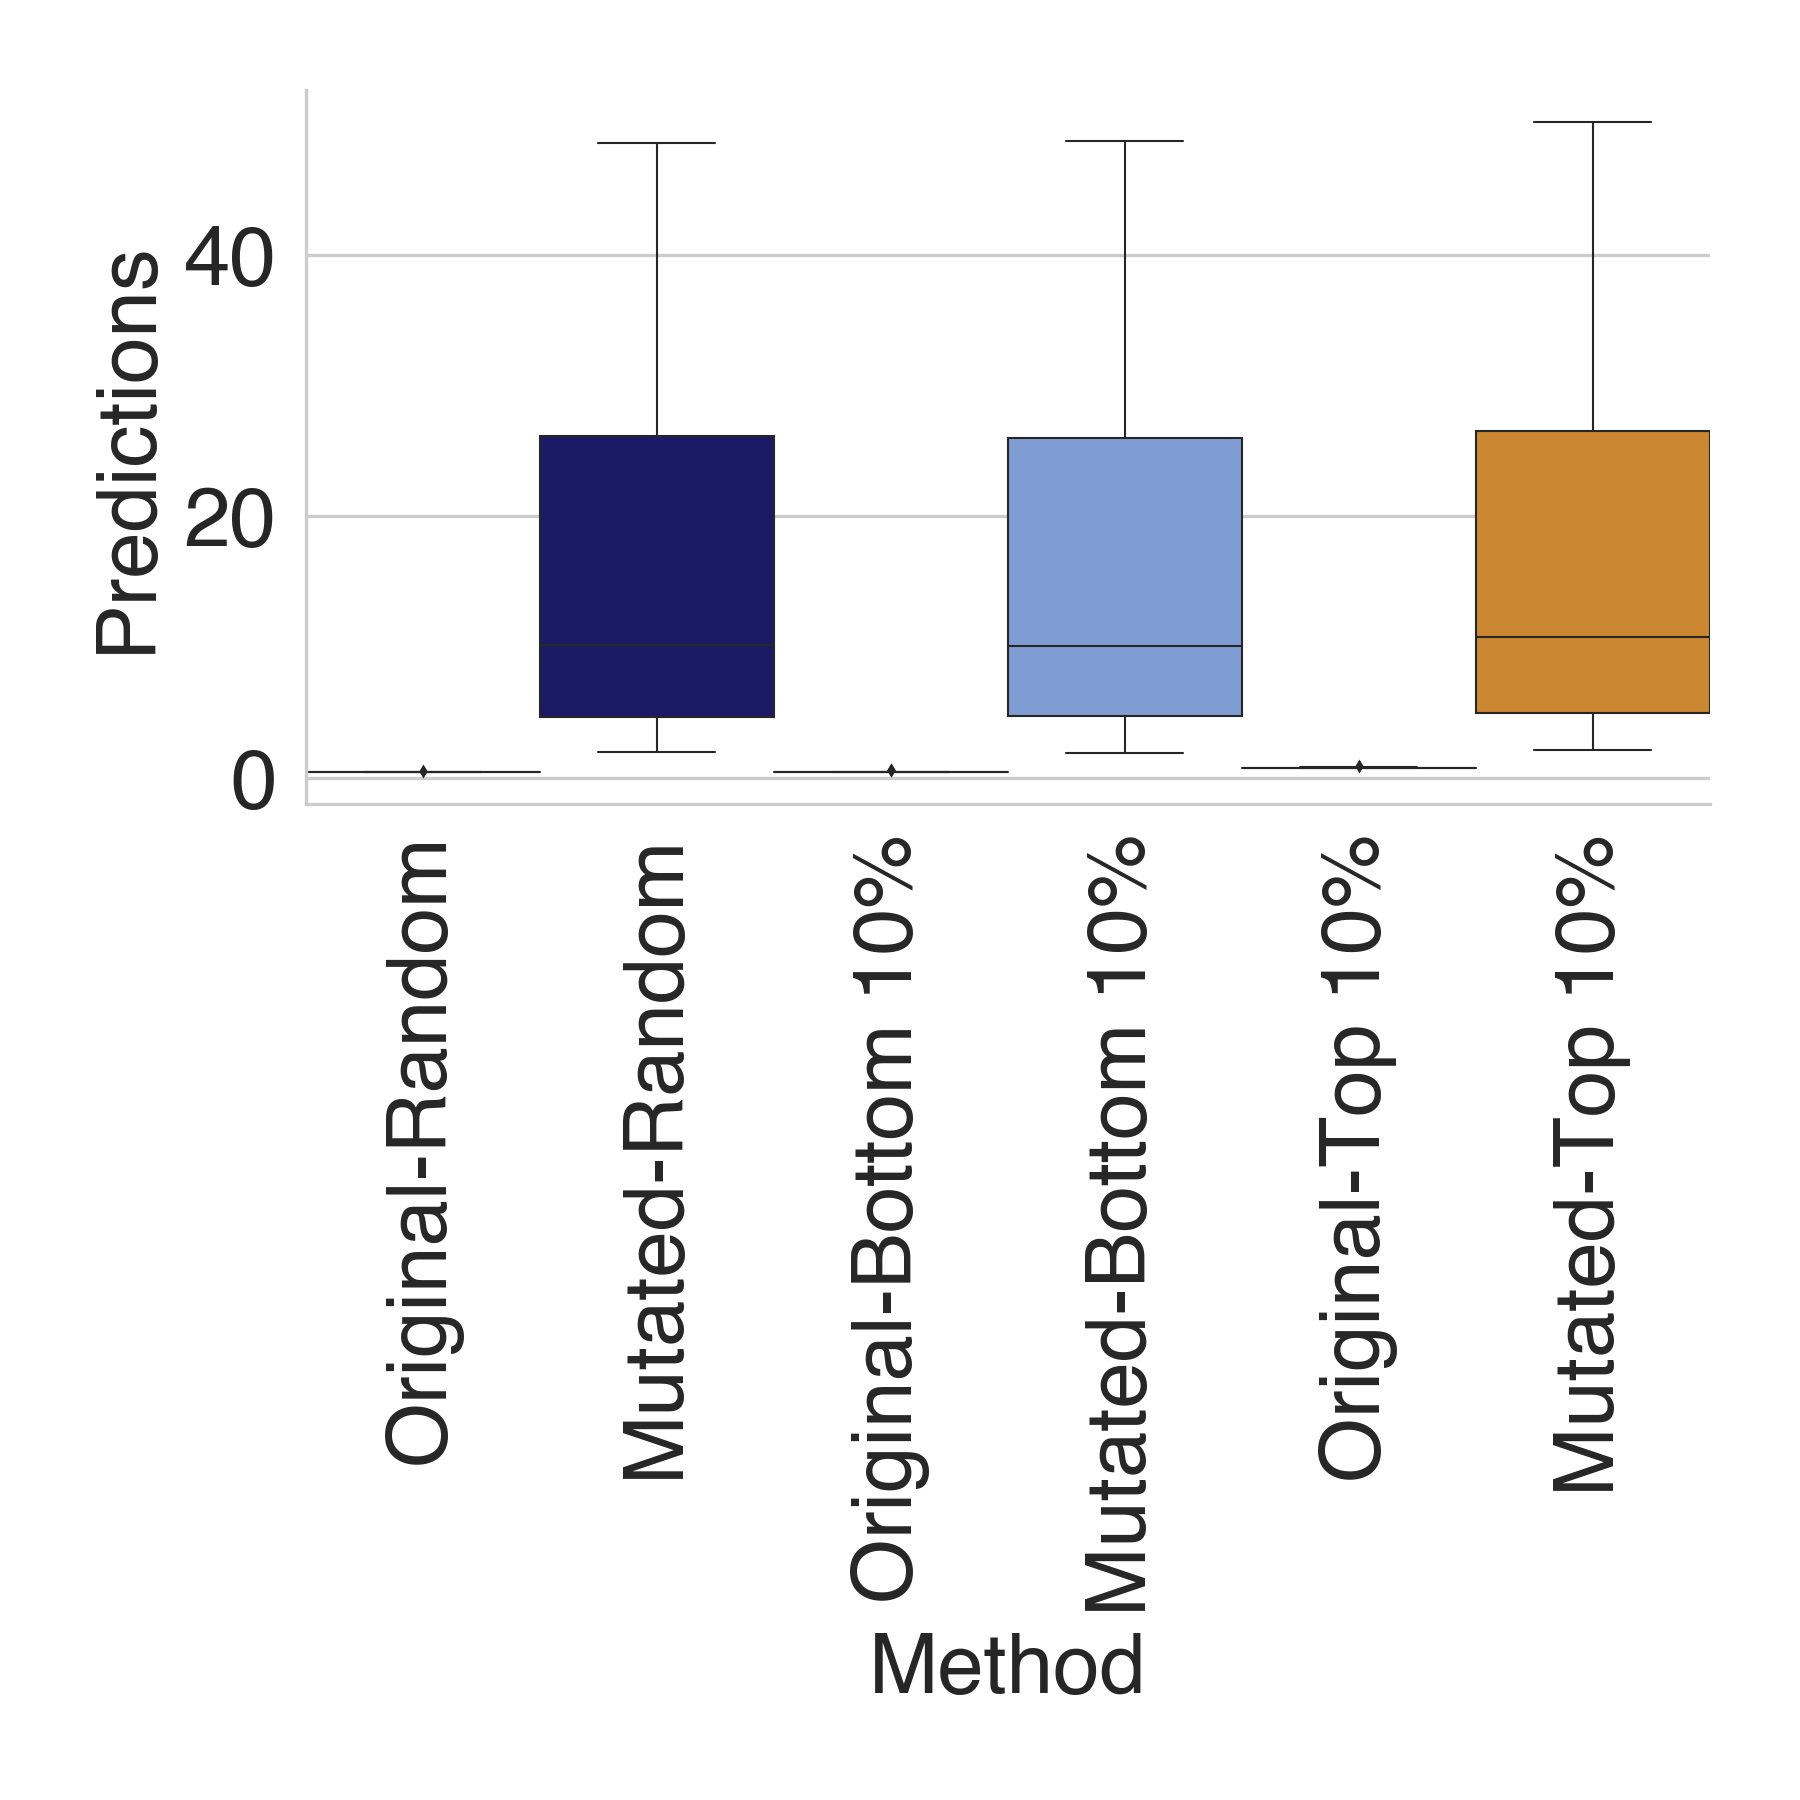 Predictions
40
20
0
Original-Random
Mutated-Random
Original-Bottom 10%
Mutated-Bottom 10%
Original-Top 10%
Mutated-Top 10%
Method